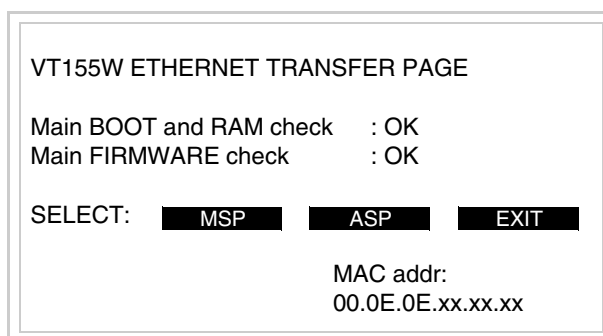 VT155W ETHERNET TRANSFER PAGE
Main BOOT and RAM check : OK
Main FIRMWARE check : OK
SELECT: MSP ASP EXIT
MAC addr:
00.0E.0E.xx.xx.xx